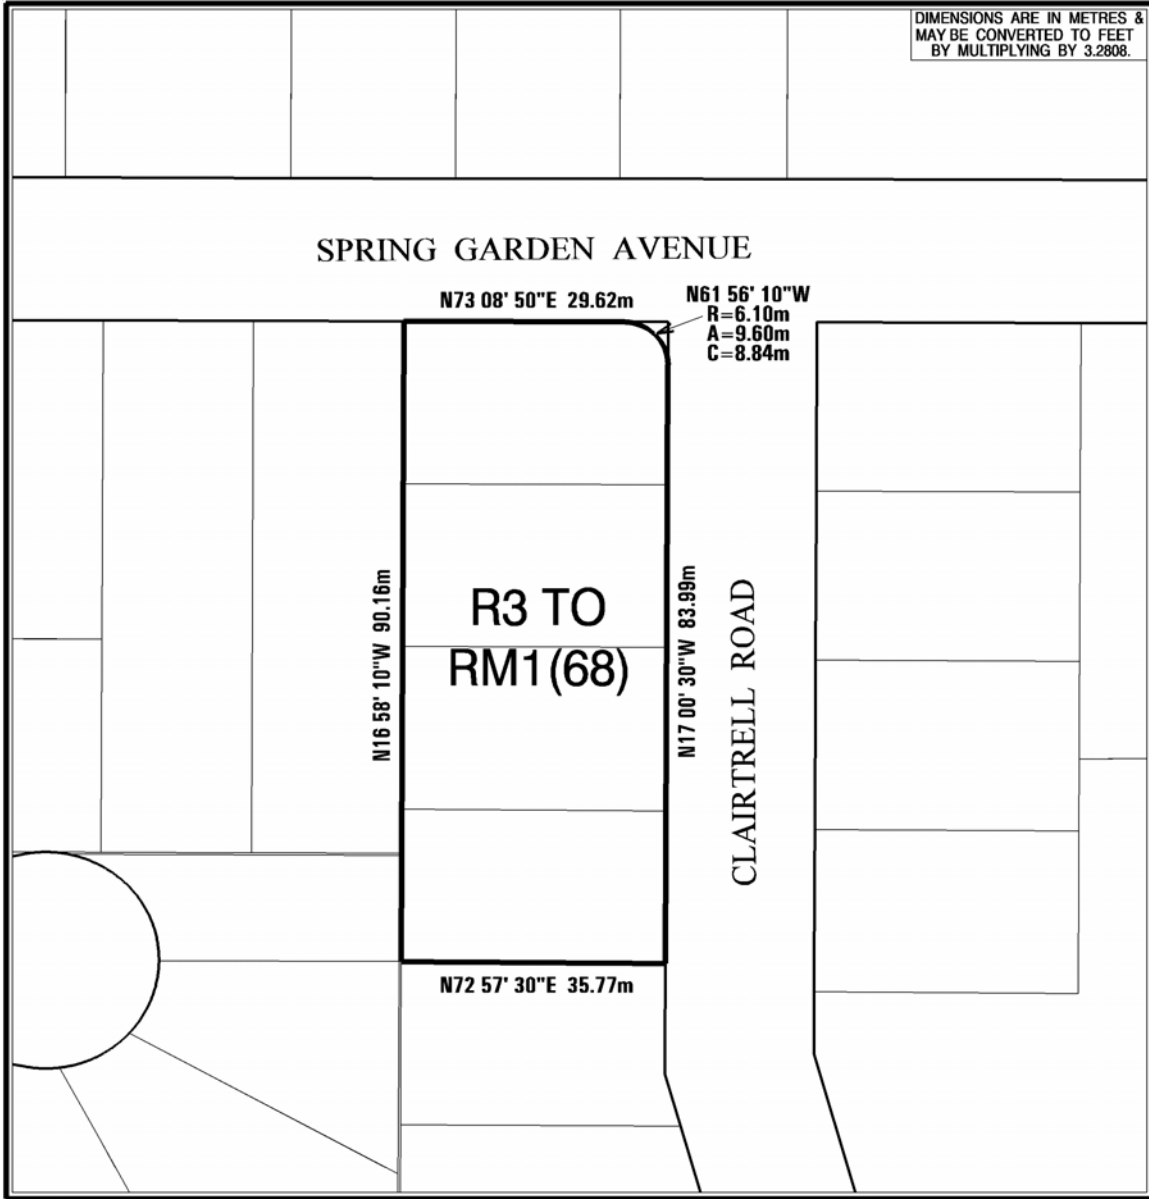 DIMENSIONS ARE IN METRES &
MAY BE CONVERTED TO FEET
BY MULTIPLYING BY 3.2808.
SPRING GARDEN AVENUE
N73 08' 50"E 29.62m
N61 56' 10"W
R=6.10m
A=9.60m
C=8.84m
N16 58' 10"W 90.16m
R3 TO
RM1(68)
N17 00' 30"W 83.99m
CLAIRTRELL ROAD
N72 57' 30"E 35.77m